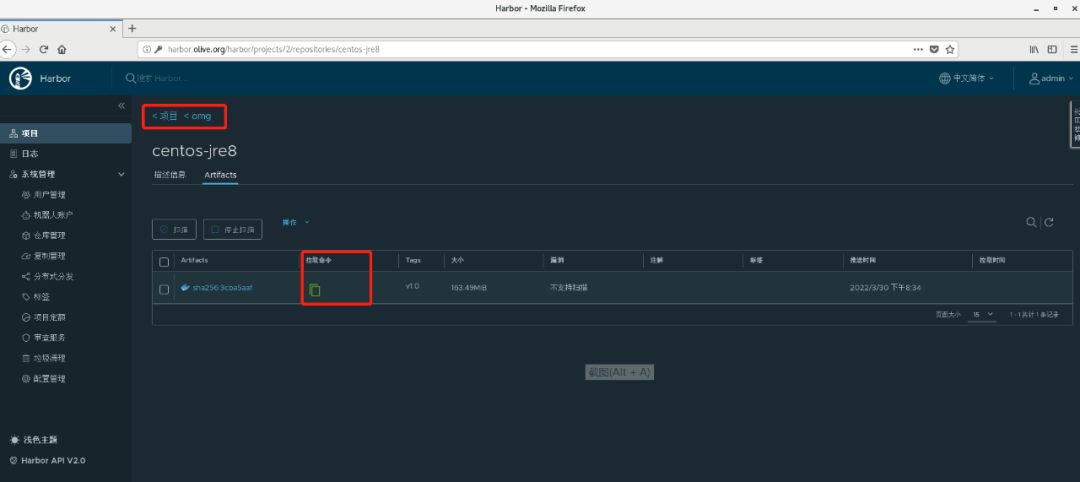 Harbor - Mozilla Firefox
Harbor
harbor.olive.org/harbor/projects/2/repositories/centos-jre8
Harbor
搜索 Harbor...
中文简体
admin
< 项目 < omg
项目
日志
系统管理
用户管理
机器人账户
仓库管理
复制管理
分布式分发
标签
项目定额
审查服务
垃圾清理
配置管理
浅色主题
Harbor API V2.0
centos-jre8
描述信息 Artifacts
扫描 停止扫描 操作
Artifacts 拉取命令 Tags 大小 漏洞 注解 标签 推送时间 拉取时间
sha256:3cba5aaf v1.0 163.49MiB 不支持扫描 2022/3/30 下午8:34
页面大小 15 1 - 1 共计 1 条记录
截图(Alt + A)